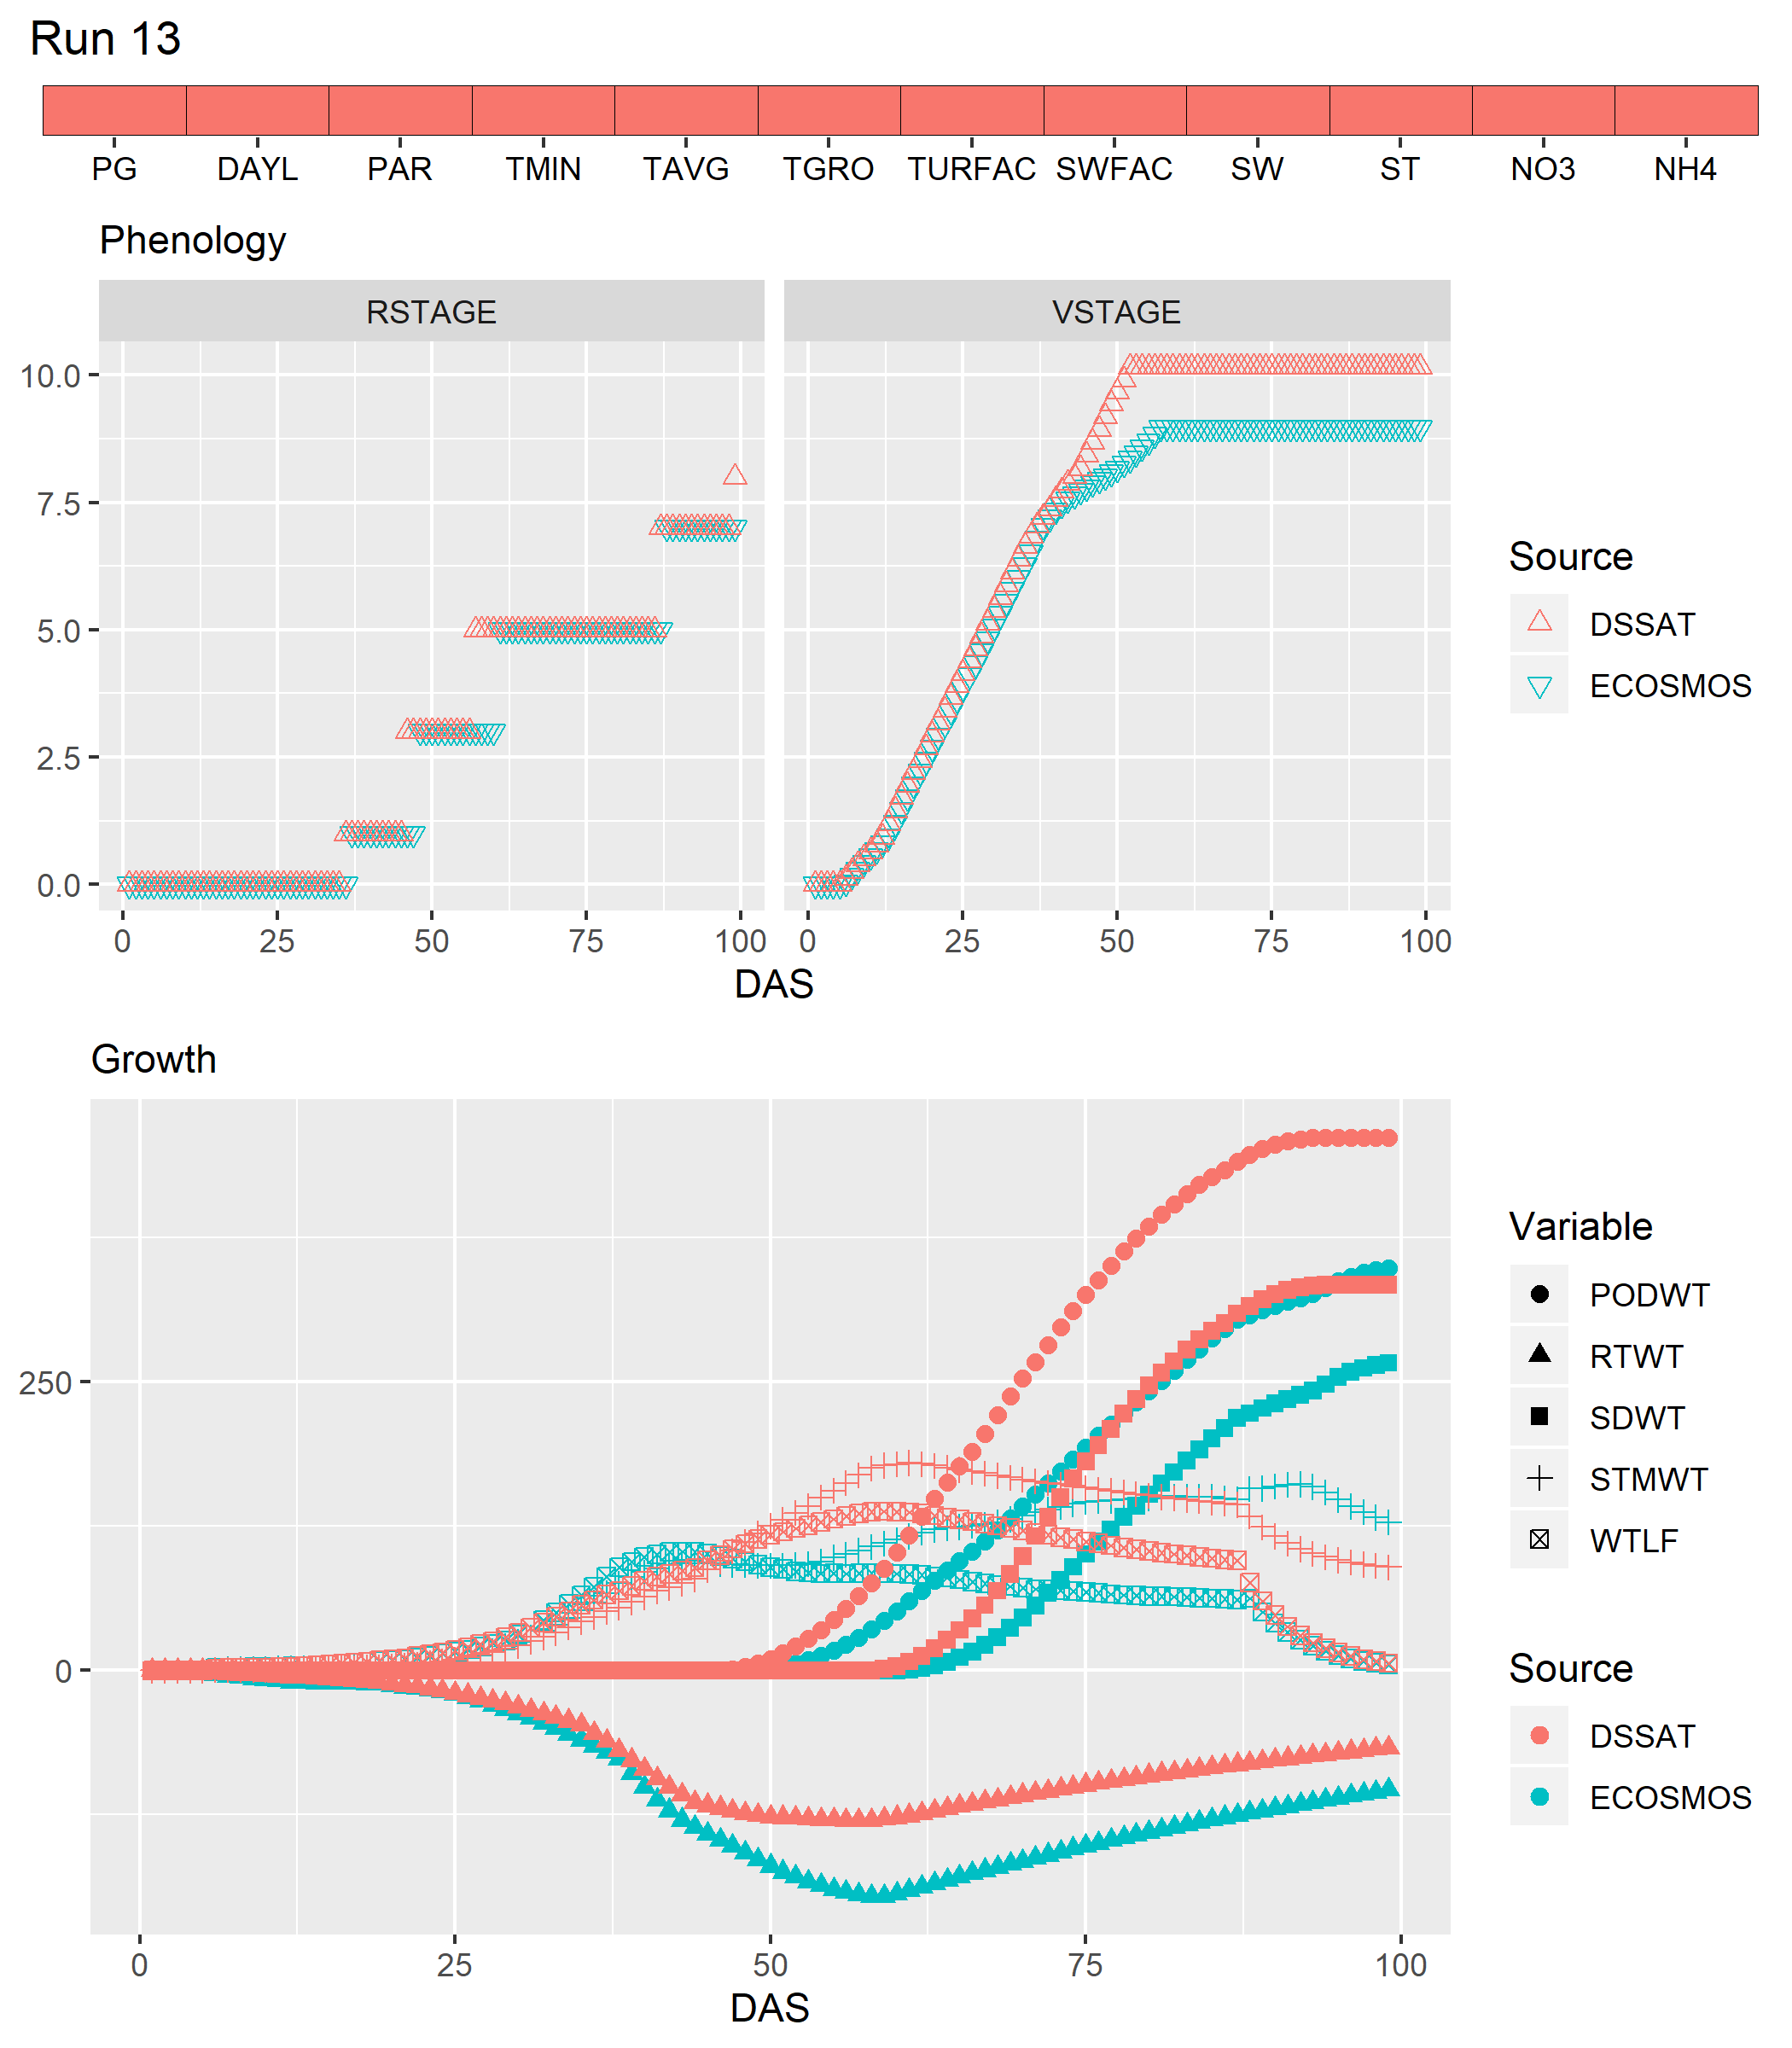 Run 13
PG DAYL PAR TMIN TAVG TGRO TURFAC SWFAC SW ST NO3 NH4
Phenology
RSTAGE VSTAGE
10.0
7.5
5.0
2.5
0.0
0 25 50 75 100 0 25 50 75 100
DAS
Source
DSSAT
ECOSMOS
Growth
250
0
0 25 50 75 100
DAS
Variable
PODWT
RTWT
SDWT
STMWT
WTLF
Source
DSSAT
ECOSMOS